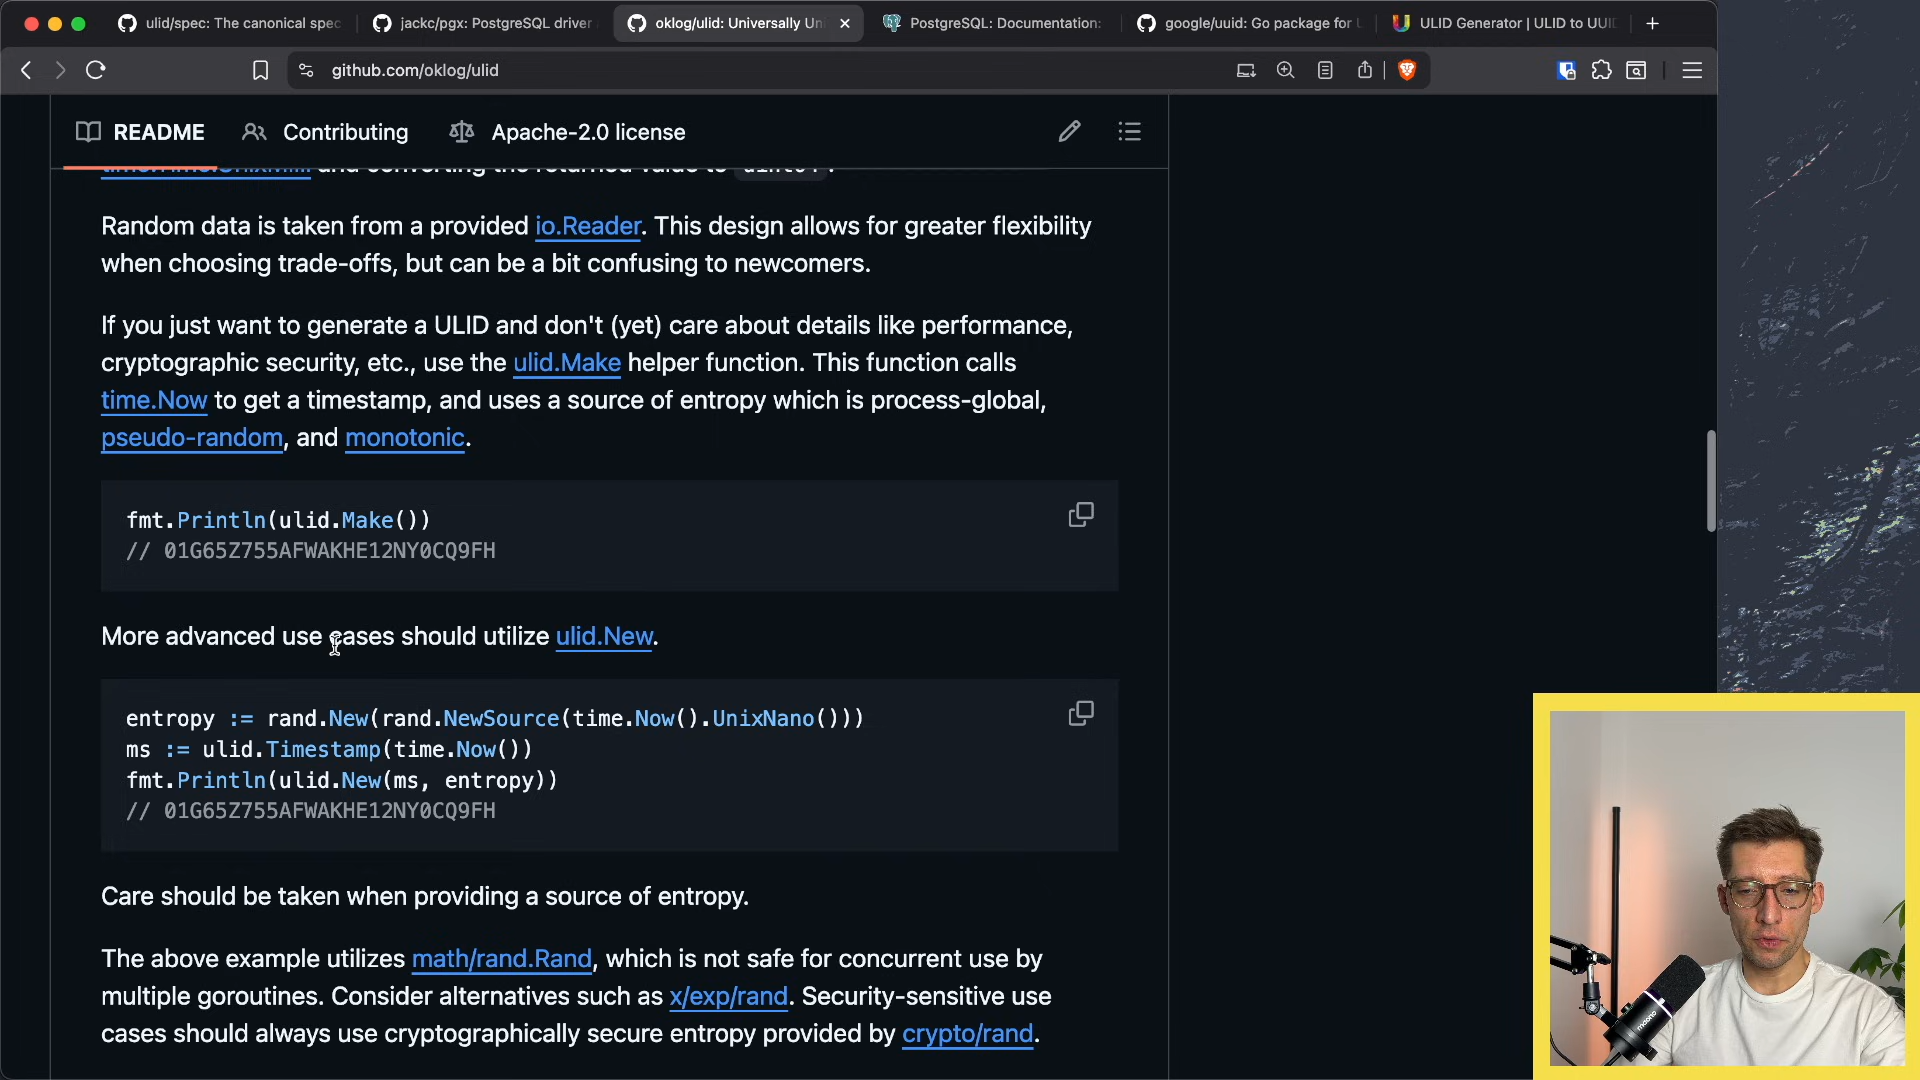 ulid/spec: The canonical spec
jackc/pgx: PostgreSQL driver
oklog/ulid: Universally Un
PostgreSQL: Documentation:
google/uuid: Go package for
ULID Generator | ULID to UUID
github.com/oklog/ulid
README
Contributing
Apache-2.0 license
and converting the returned value to
Random data is taken from a provided io.Reader. This design allows for greater flexibility
when choosing trade-offs, but can be a bit confusing to newcomers.
If you just want to generate a ULID and don't (yet) care about details like performance,
cryptographic security, etc., use the ulid.Make helper function. This function calls
time.Now to get a timestamp, and uses a source of entropy which is process-global,
pseudo-random, and monotonic.
fmt.Println(ulid.Make())
// 01G65Z755AFWAKHE12NY0CQ9FH
More advanced use cases should utilize ulid.New.
entropy := rand.New(rand.NewSource(time.Now().UnixNano()))
ms := ulid.Timestamp(time.Now())
fmt.Println(ulid.New(ms, entropy))
// 01G65Z755AFWAKHE12NY0CQ9FH
Care should be taken when providing a source of entropy.
The above example utilizes math/rand.Rand, which is not safe for concurrent use by
multiple goroutines. Consider alternatives such as x/exp/rand. Security-sensitive use
cases should always use cryptographically secure entropy provided by crypto/rand.